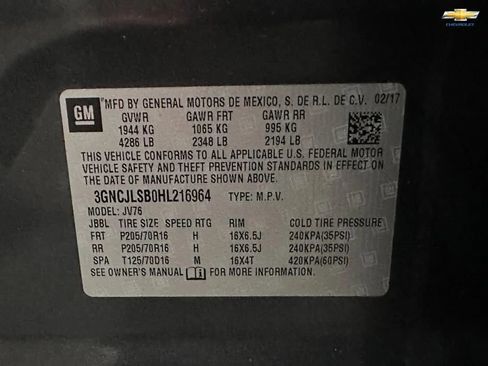 CHEVROLET
GM
MFD BY GENERAL MOTORS DE MEXICO, S. DE R.L. DE C.V. 02/17
GVWR GAWR FRT GAWR RR
1944 KG 1065 KG 995 KG
4286 LB 2348 LB 2194 LB
THIS VEHICLE CONFORMS TO ALL APPLICABLE U.S. FEDERAL MOTOR
VEHICLE SAFETY AND THEFT PREVENTION STANDARDS IN EFFECT ON
THE DATE OF MANUFACTURE SHOWN ABOVE.
3GNCJLSB0HL216964 TYPE: M.P.V.
MODEL: JV76
JBBL TIRE SIZE SPEED RTG RIM COLD TIRE PRESSURE
FRT P205/70R16 H 16X6.5J 240KPA(35PSI)
RR P205/70R16 H 16X6.5J 240KPA(35PSI)
SPA T125/70D16 M 16X4T 420KPA(60PSI)
SEE OWNER'S MANUAL FOR MORE INFORMATION.